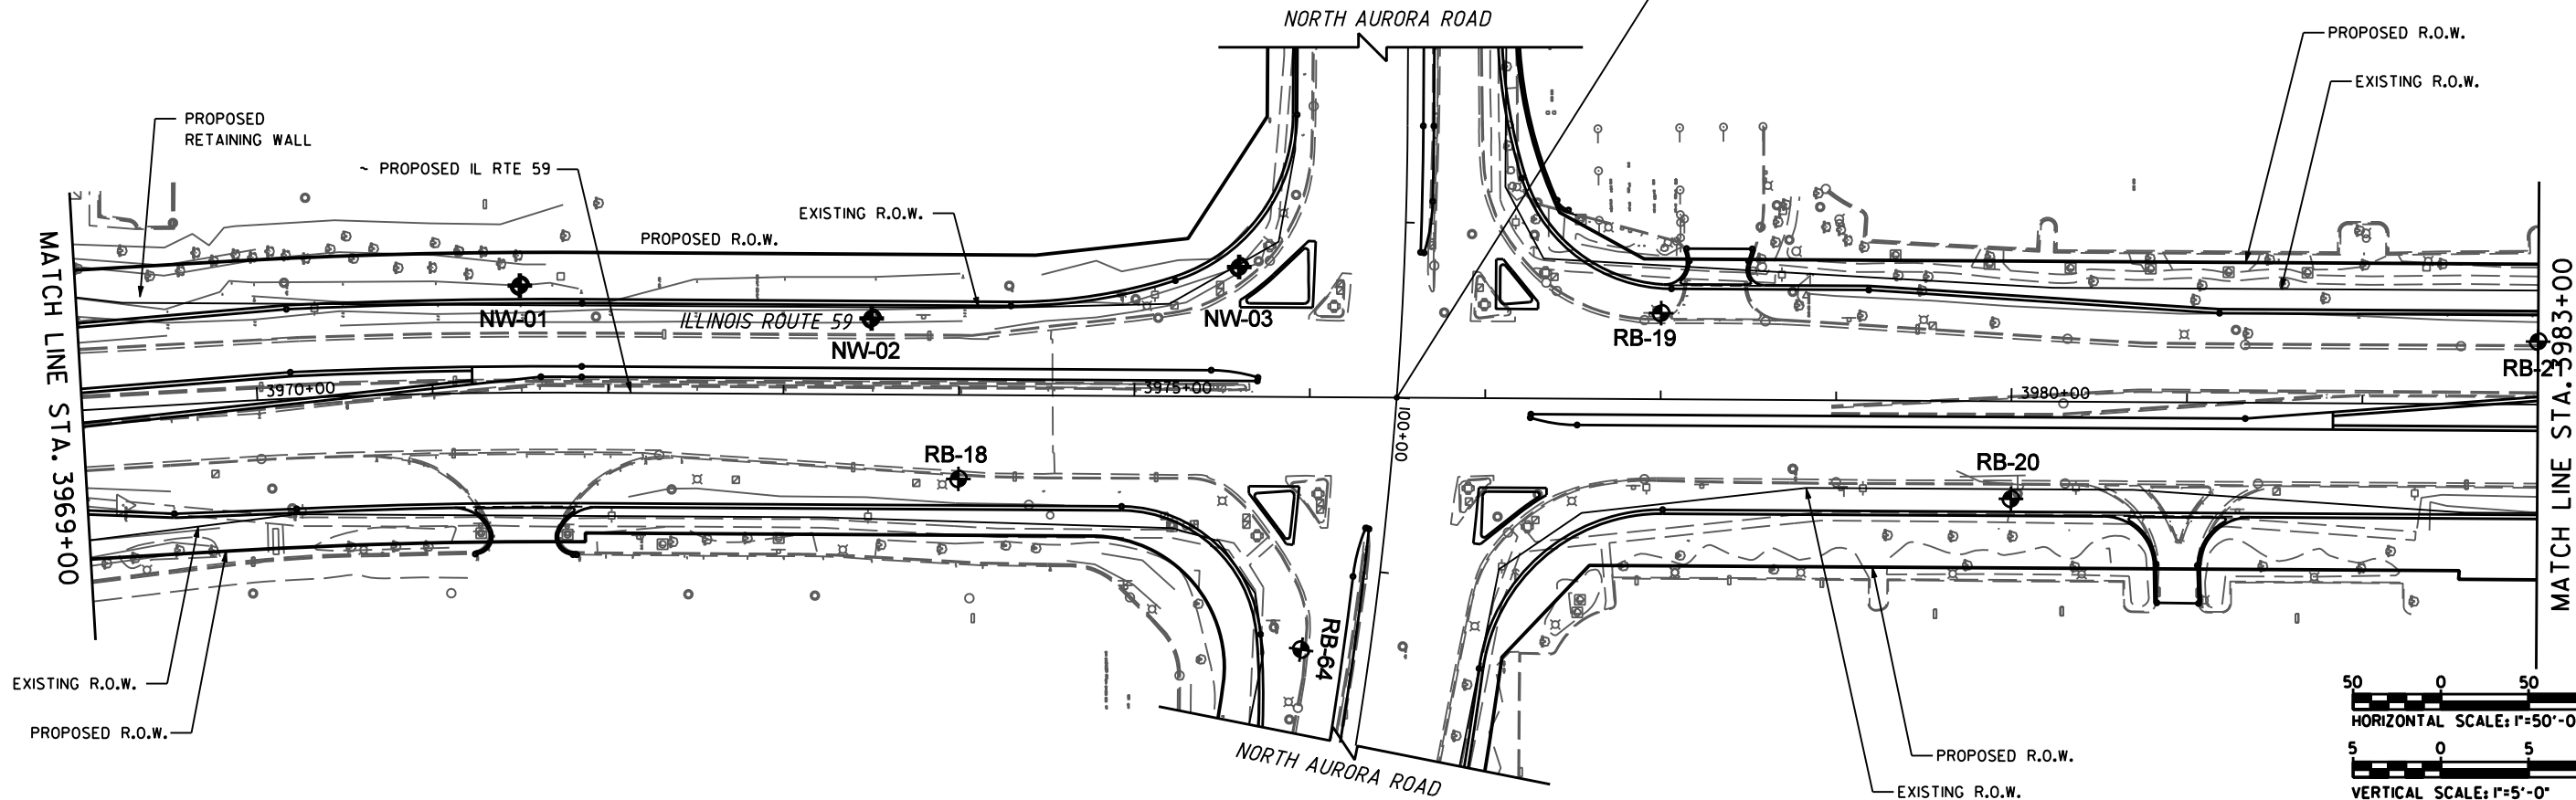 NORTH AURORA ROAD
PROPOSED R.O.W.
EXISTING R.O.W.
PROPOSED
RETAINING WALL
~ PROPOSED IL RTE 59
EXISTING R.O.W.
PROPOSED R.O.W.
MATCH LINE STA. 3969+00
NW-01
ILLINOIS ROUTE 59
NW-02
NW-03
RB-19
RB-21
MATCH LINE STA. 3983+00
3970+00
3975+00
3980+00
100+00
RB-18
RB-20
RB-64
EXISTING R.O.W.
PROPOSED R.O.W.
NORTH AURORA ROAD
PROPOSED R.O.W.
EXISTING R.O.W.
50 0 50
HORIZONTAL SCALE: 1"=50'-0
5 0 5
VERTICAL SCALE: 1"=5'-0"